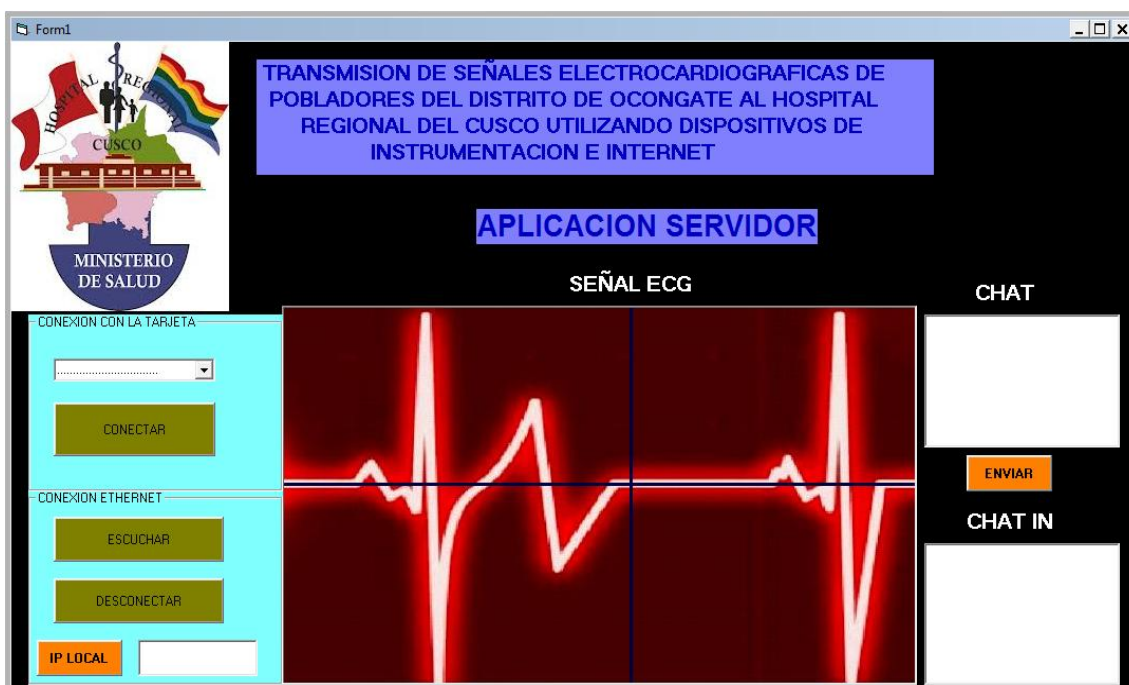 Form1
HOSPITAL REGIONAL
CUSCO
MINISTERIO
DE SALUD
TRANSMISION DE SEÑALES ELECTROCARDIOGRAFICAS DE
POBLADORES DEL DISTRITO DE OCONGATE AL HOSPITAL
REGIONAL DEL CUSCO UTILIZANDO DISPOSITIVOS DE
INSTRUMENTACION E INTERNET
APLICACION SERVIDOR
SEÑAL ECG
CONEXION CON LA TARJETA
................................
CONECTAR
CONEXION ETHERNET
ESCUCHAR
DESCONECTAR
IP LOCAL
CHAT
ENVIAR
CHAT IN